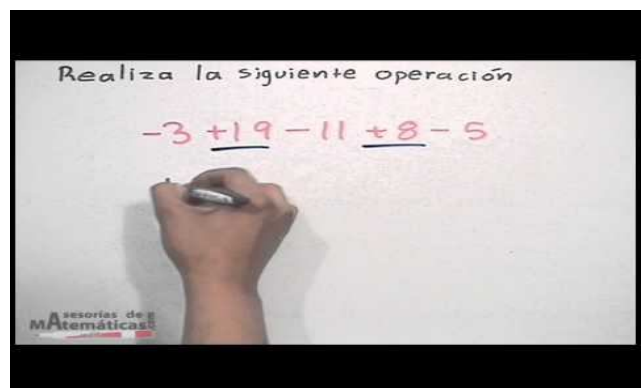 Realiza la siguiente operación
-3 +19 -11 +8 -5
Asesorías de
Matemáticas